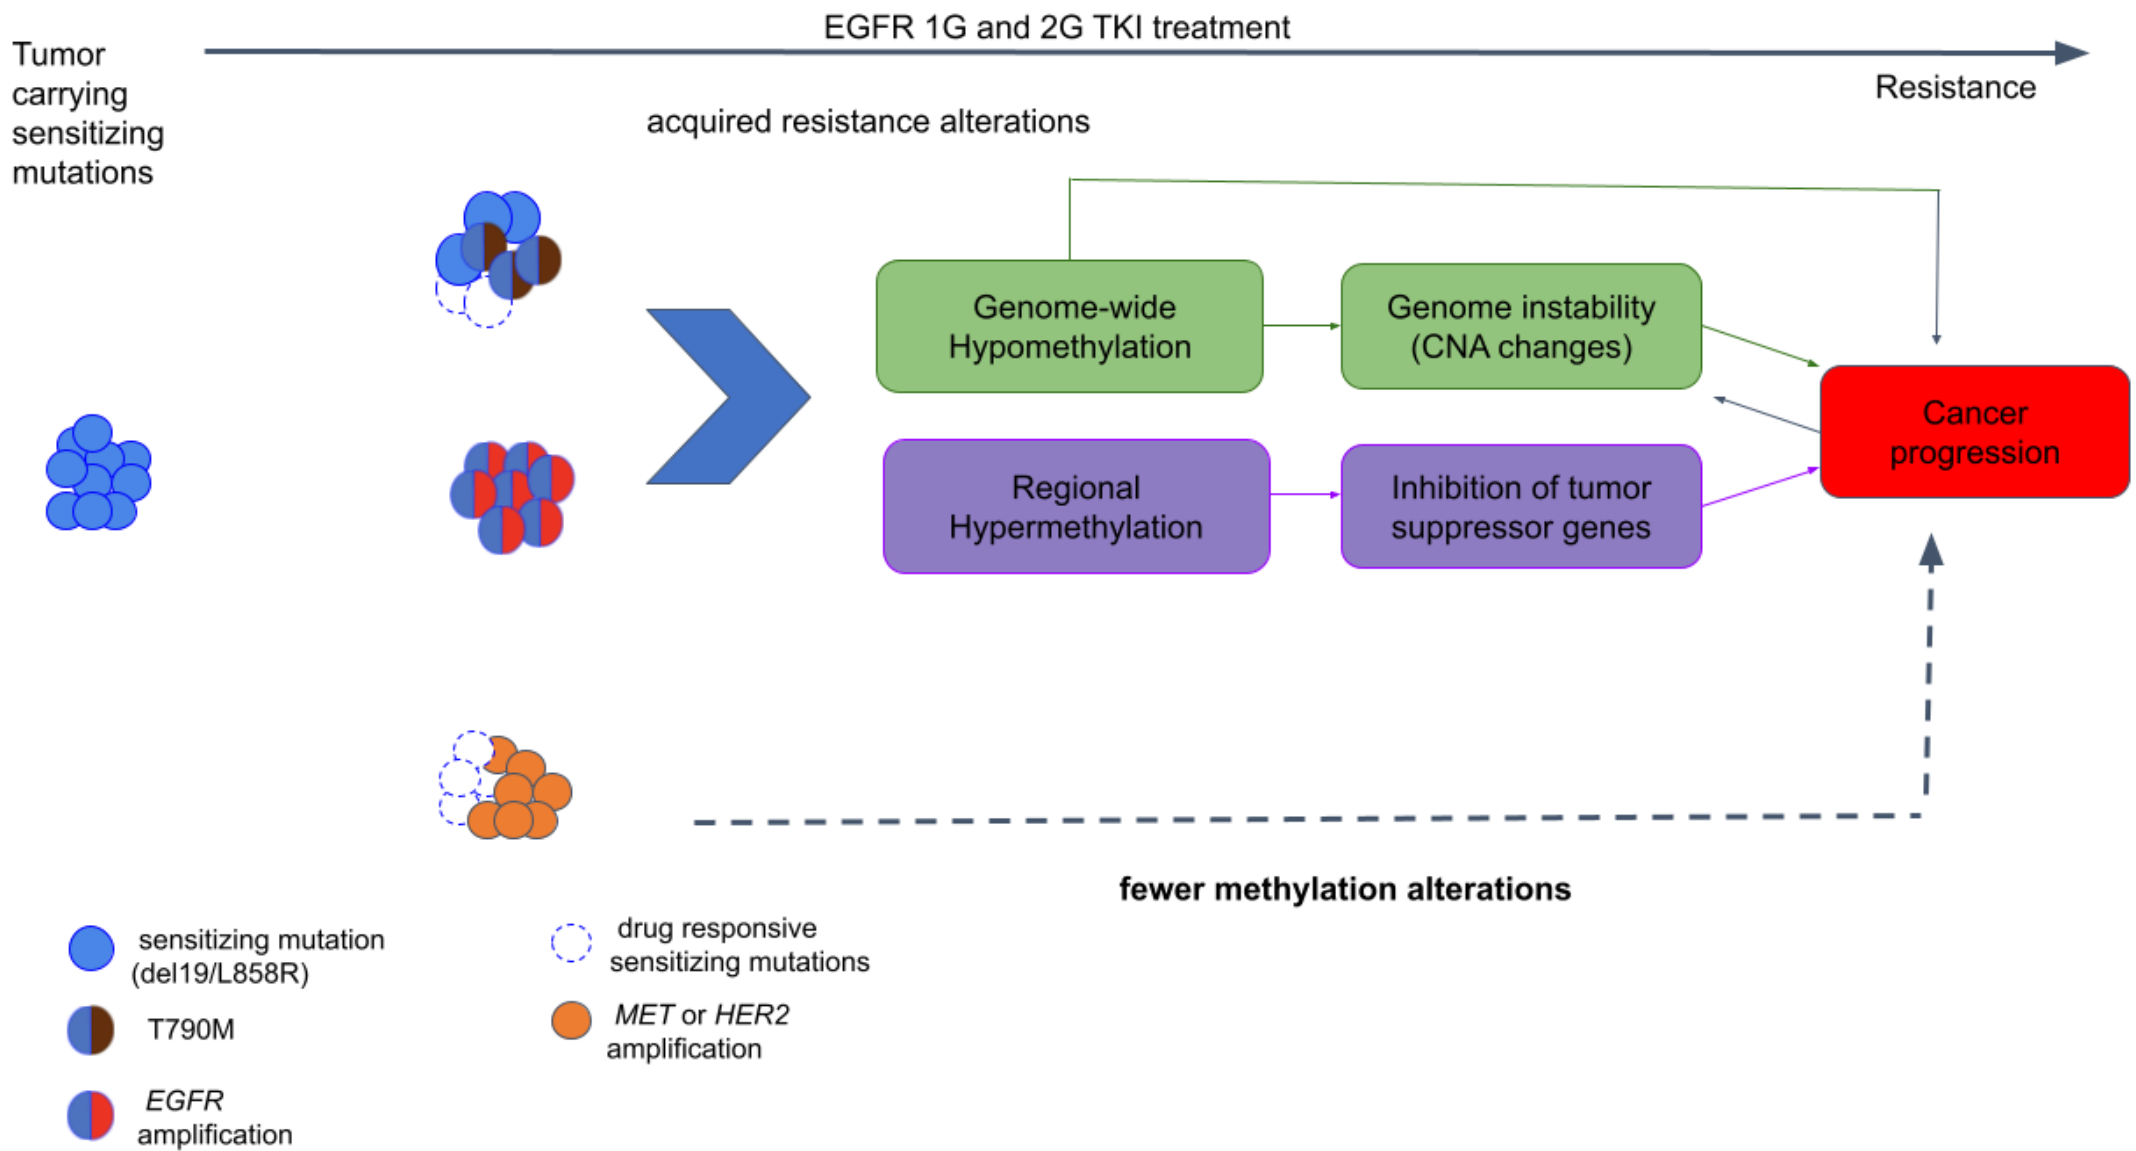 EGFR 1G and 2G TKI treatment
Tumor
carrying
sensitizing
mutations
Resistance
acquired resistance alterations
Genome-wide
Hypomethylation
Genome instability
(CNA changes)
Cancer
progression
Regional
Hypermethylation
Inhibition of tumor
suppressor genes
fewer methylation alterations
sensitizing mutation
(del19/L858R)
T790M
EGFR
amplification
drug responsive
sensitizing mutations
MET or HER2
amplification